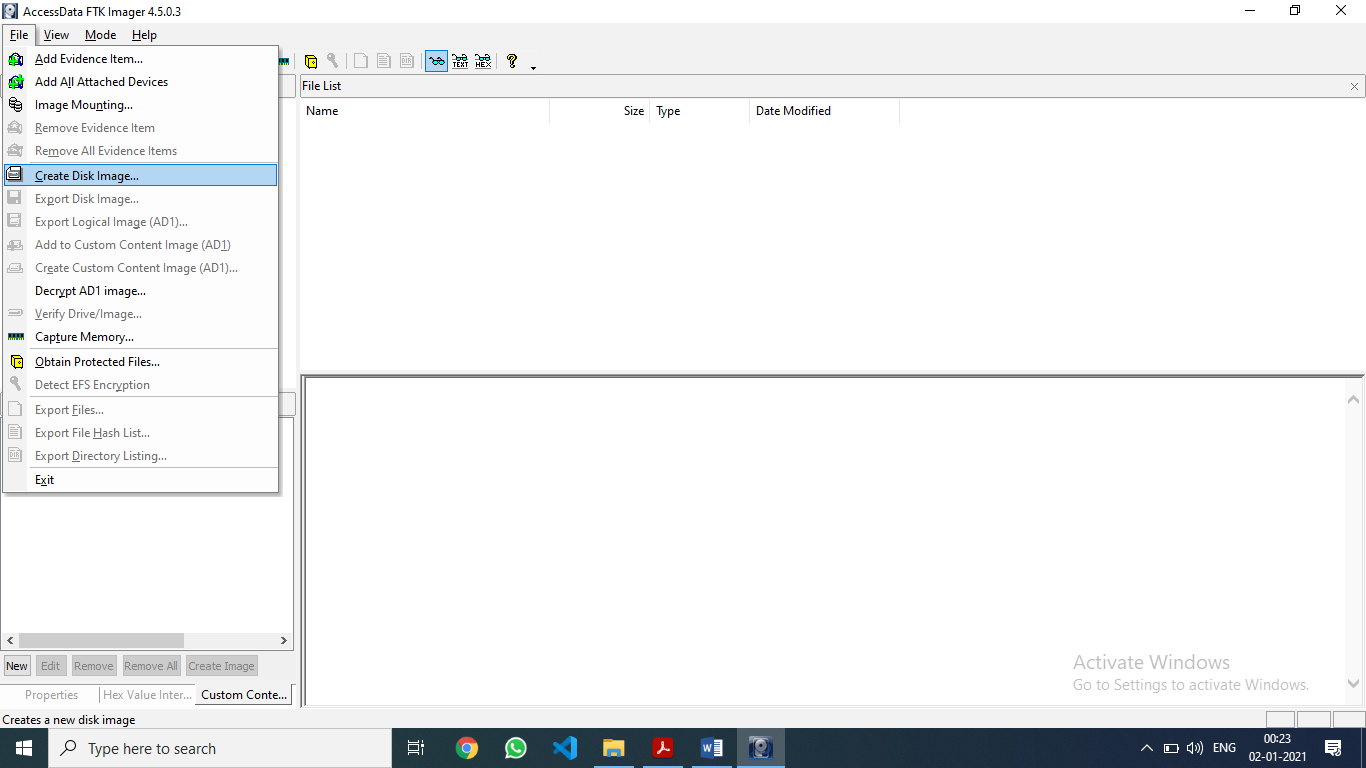 AccessData FTK Imager 4.5.0.3
File View Mode Help
Add Evidence Item...
Add All Attached Devices
Image Mounting...
Remove Evidence Item
Remove All Evidence Items
Create Disk Image...
Export Disk Image...
Export Logical Image (AD1)...
Add to Custom Content Image (AD1)
Create Custom Content Image (AD1)...
Decrypt AD1 image...
Verify Drive/Image...
Capture Memory...
Obtain Protected Files...
Detect EFS Encryption
Export Files...
Export File Hash List...
Export Directory Listing...
Exit
TEXT HEX
File List
Name Size Type Date Modified
New Edit Remove Remove All Create Image
Properties Hex Value Inter... Custom Conte...
Activate Windows
Go to Settings to activate Windows.
Creates a new disk image
Type here to search
ENG
00:23
02-01-2021